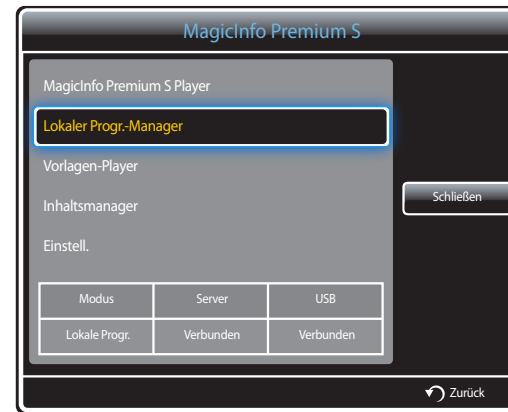 MagicInfo Premium S
MagicInfo Premium S Player
Lokaler Progr.-Manager
Vorlagen-Player
Inhaltsmanager
Einstell.
Schließen
Modus Server USB
Lokale Progr. Verbunden Verbunden
Zurück